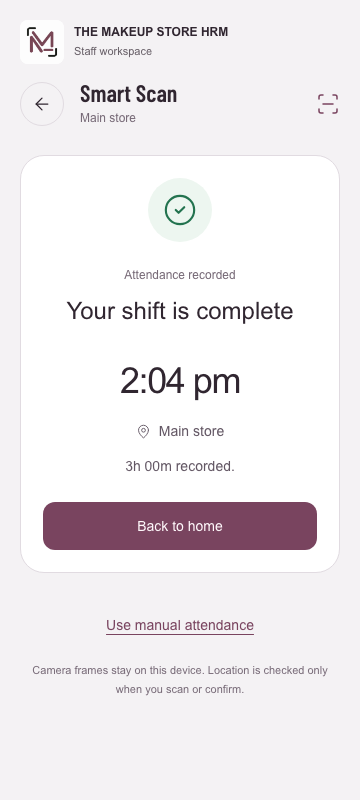 THE MAKEUP STORE HRM
Staff workspace
Smart Scan
Main store
Attendance recorded
Your shift is complete
2:04 pm
Main store
3h 00m recorded.
Back to home
Use manual attendance
Camera frames stay on this device. Location is checked only
when you scan or confirm.